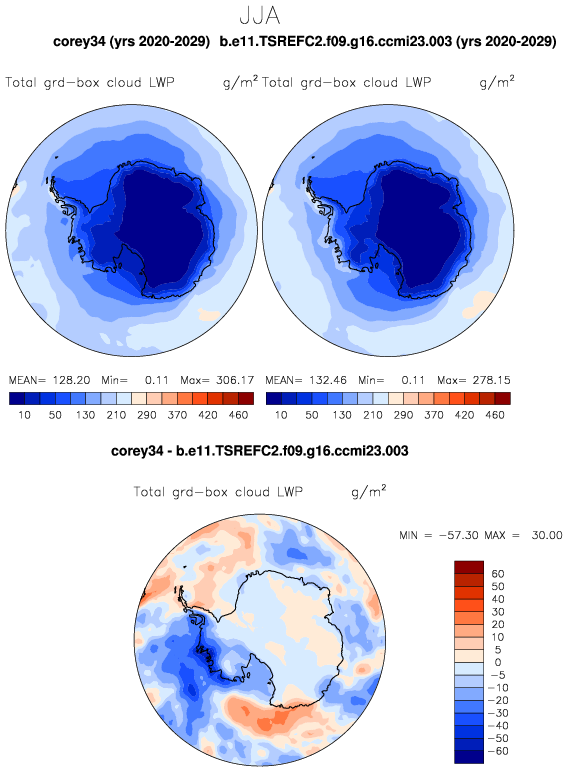 JJA
corey34 (yrs 2020-2029) b.e11.TSREFC2.f09.g16.ccmi23.003 (yrs 2020-2029)
Total grd-box cloud LWP g/m² Total grd-box cloud LWP g/m²
MEAN= 128.20 Min= 0.11 Max= 306.17 MEAN= 132.46 Min= 0.11 Max= 278.15
10 50 130 210 290 370 420 460 10 50 130 210 290 370 420 460
corey34 - b.e11.TSREFC2.f09.g16.ccmi23.003
Total grd-box cloud LWP g/m²
MIN = -57.30 MAX = 30.00
60
50
40
30
20
10
5
0
-5
-10
-20
-30
-40
-50
-60